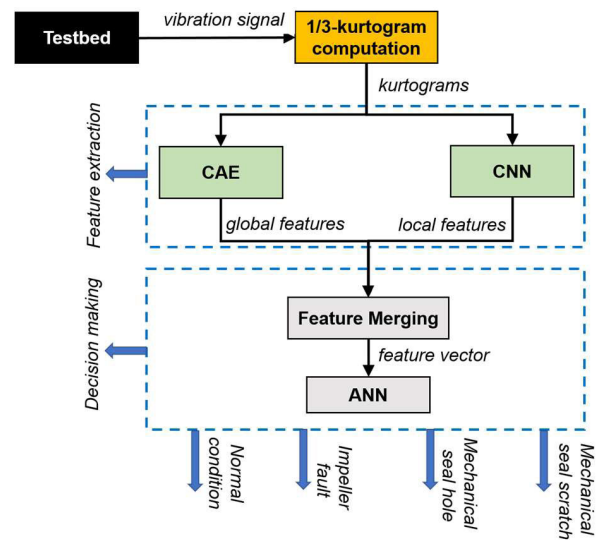 Testbed
vibration signal
1/3-kurtogram
computation
kurtograms
Feature extraction
CAE
CNN
global features
local features
Decision making
Feature Merging
feature vector
ANN
Normal
condition
Impeller
fault
Mechanical
seal hole
Mechanical
seal scratch